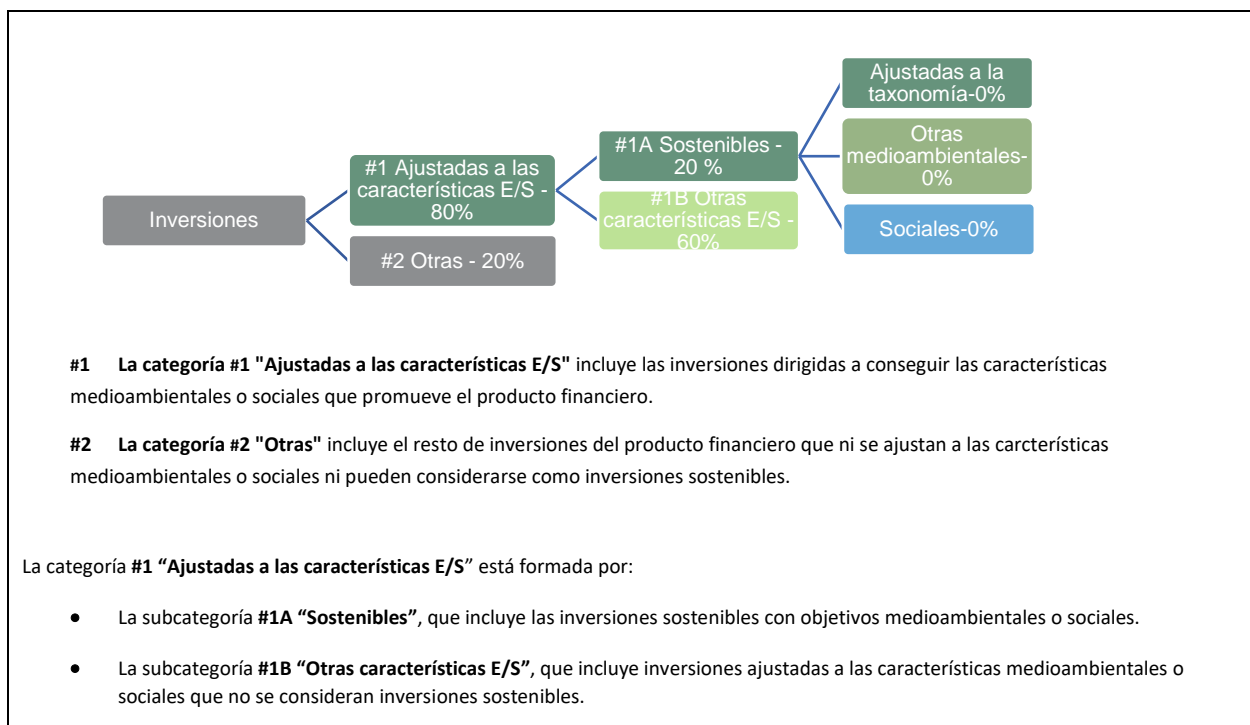 Inversiones
#1 Ajustadas a las
características E/S -
80%
#2 Otras - 20%
#1A Sostenibles -
20 %
#1B Otras
características E/S -
60%
Ajustadas a la
taxonomía-0%
Otras
medioambientales-
0%
Sociales-0%
#1 La categoría #1 "Ajustadas a las características E/S" incluye las inversiones dirigidas a conseguir las características
medioambientales o sociales que promueve el producto financiero.
#2 La categoría #2 "Otras" incluye el resto de inversiones del producto financiero que ni se ajustan a las carcterísticas
medioambientales o sociales ni pueden considerarse como inversiones sostenibles.
La categoría #1 “Ajustadas a las características E/S” está formada por:
● La subcategoría #1A “Sostenibles”, que incluye las inversiones sostenibles con objetivos medioambientales o sociales.
● La subcategoría #1B “Otras características E/S”, que incluye inversiones ajustadas a las características medioambientales o
sociales que no se consideran inversiones sostenibles.